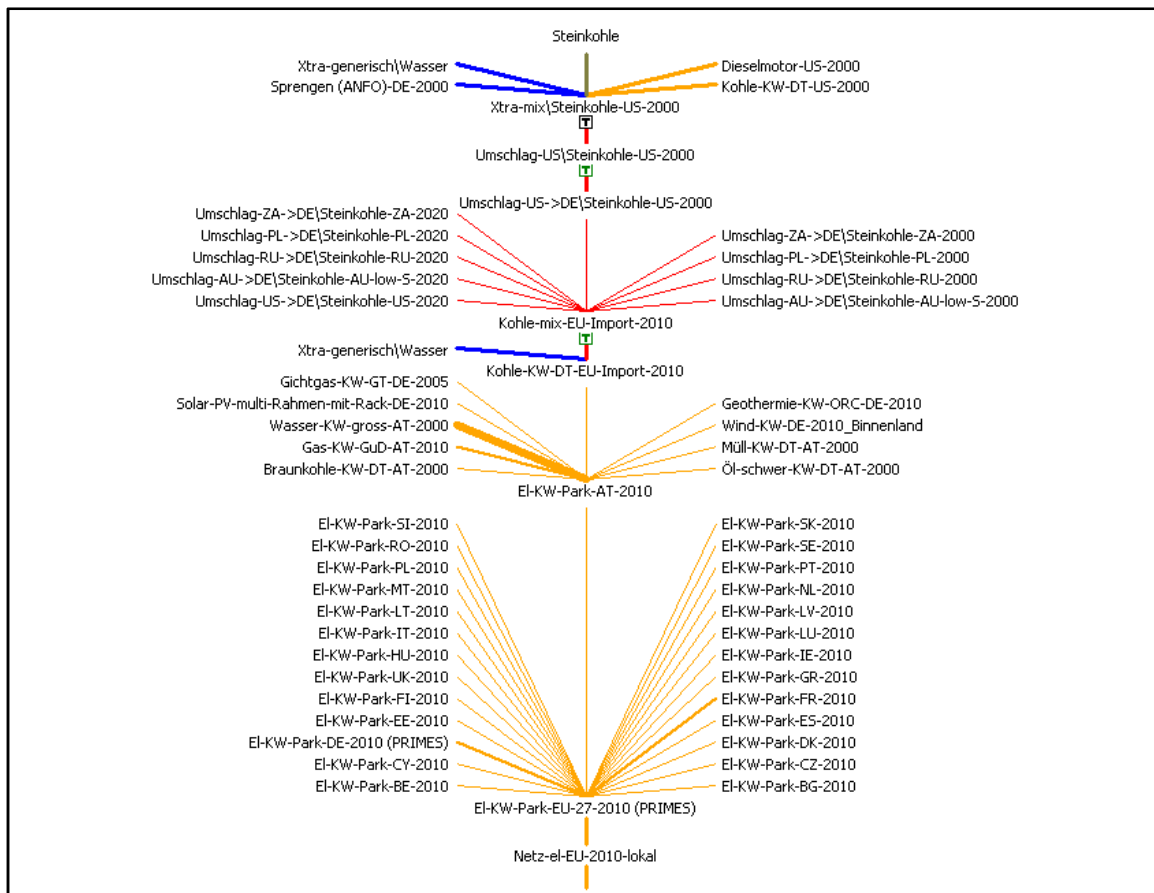 Steinkohle
Xtra-generisch\Wasser
Dieselmotor-US-2000
Sprengen (ANFO)-DE-2000
Kohle-KW-DT-US-2000
Xtra-mix\Steinkohle-US-2000
T
Umschlag-US\Steinkohle-US-2000
T
Umschlag-US->DE\Steinkohle-US-2000
Umschlag-ZA->DE\Steinkohle-ZA-2020
Umschlag-PL->DE\Steinkohle-PL-2020
Umschlag-ZA->DE\Steinkohle-ZA-2000
Umschlag-RU->DE\Steinkohle-RU-2020
Umschlag-PL->DE\Steinkohle-PL-2000
Umschlag-AU->DE\Steinkohle-AU-low-S-2020
Umschlag-RU->DE\Steinkohle-RU-2000
Umschlag-US->DE\Steinkohle-US-2020
Umschlag-AU->DE\Steinkohle-AU-low-S-2000
Kohle-mix-EU-Import-2010
T
Xtra-generisch\Wasser
Kohle-KW-DT-EU-Import-2010
Gichtgas-KW-GT-DE-2005
Solar-PV-multi-Rahmen-mit-Rack-DE-2010
Geothermie-KW-ORC-DE-2010
Wasser-KW-gross-AT-2000
Wind-KW-DE-2010_Binnenland
Gas-KW-GuD-AT-2010
Müll-KW-DT-AT-2000
Braunkohle-KW-DT-AT-2000
Öl-schwer-KW-DT-AT-2000
El-KW-Park-AT-2010
El-KW-Park-SI-2010
El-KW-Park-SK-2010
El-KW-Park-RO-2010
El-KW-Park-SE-2010
El-KW-Park-PL-2010
El-KW-Park-PT-2010
El-KW-Park-MT-2010
El-KW-Park-NL-2010
El-KW-Park-LT-2010
El-KW-Park-LV-2010
El-KW-Park-IT-2010
El-KW-Park-LU-2010
El-KW-Park-HU-2010
El-KW-Park-IE-2010
El-KW-Park-UK-2010
El-KW-Park-GR-2010
El-KW-Park-FI-2010
El-KW-Park-FR-2010
El-KW-Park-EE-2010
El-KW-Park-ES-2010
El-KW-Park-DE-2010 (PRIMES)
El-KW-Park-DK-2010
El-KW-Park-CY-2010
El-KW-Park-CZ-2010
El-KW-Park-BE-2010
El-KW-Park-BG-2010
El-KW-Park-EU-27-2010 (PRIMES)
Netz-el-EU-2010-lokal